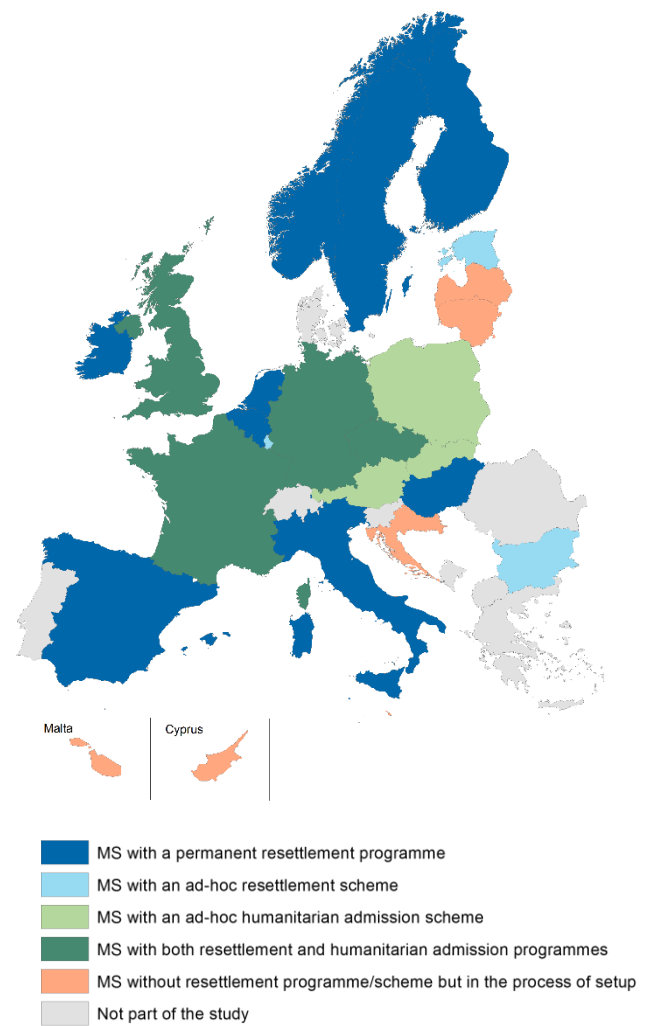 Malta
Cyprus
MS with a permanent resettlement programme
MS with an ad-hoc resettlement scheme
MS with an ad-hoc humanitarian admission scheme
MS with both resettlement and humanitarian admission programmes
MS without resettlement programme/scheme but in the process of setup
Not part of the study